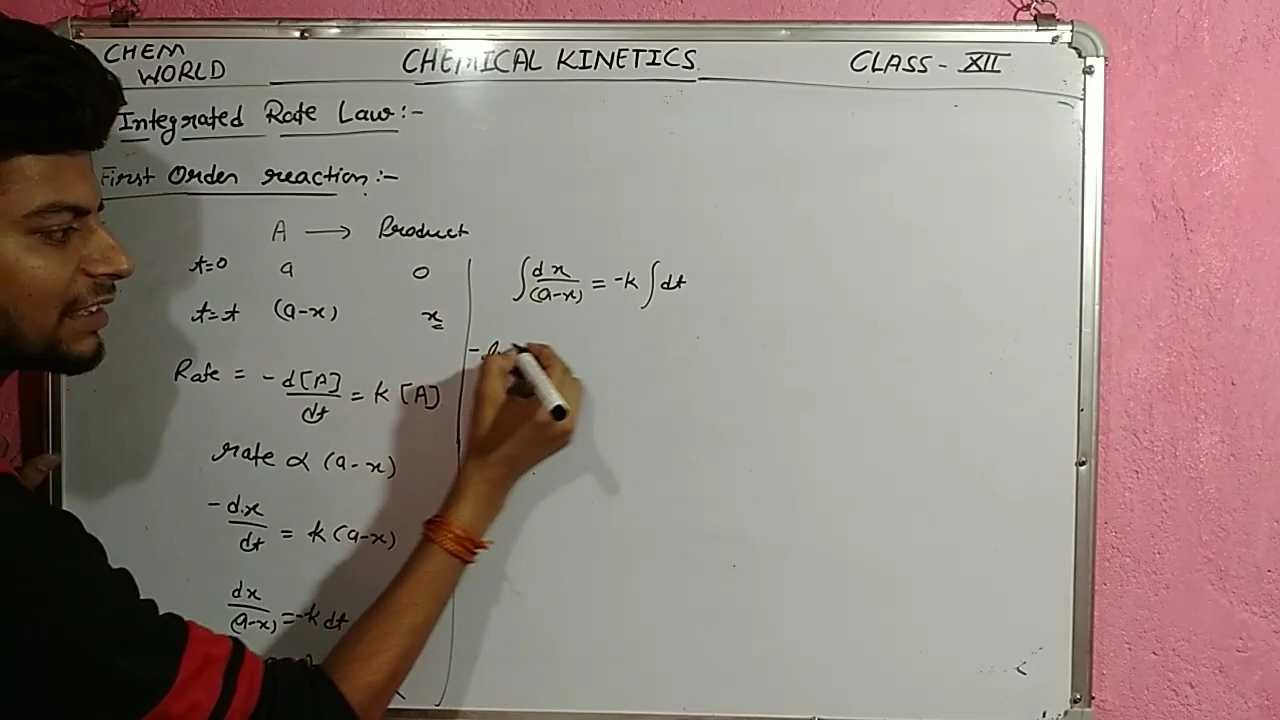 CHEM WORLD
CHEMICAL KINETICS
CLASS - XII
Integrated Rate Law :-
First Order reaction :-
A ⟶ Product
t=0 a 0
t=t (a-x) x
Rate = - d[A]/dt = k [A]
rate ∝ (a-x)
- dx/dt = k (a-x)
dx/(a-x) = -k dt
∫ dx/(a-x) = -k ∫ dt